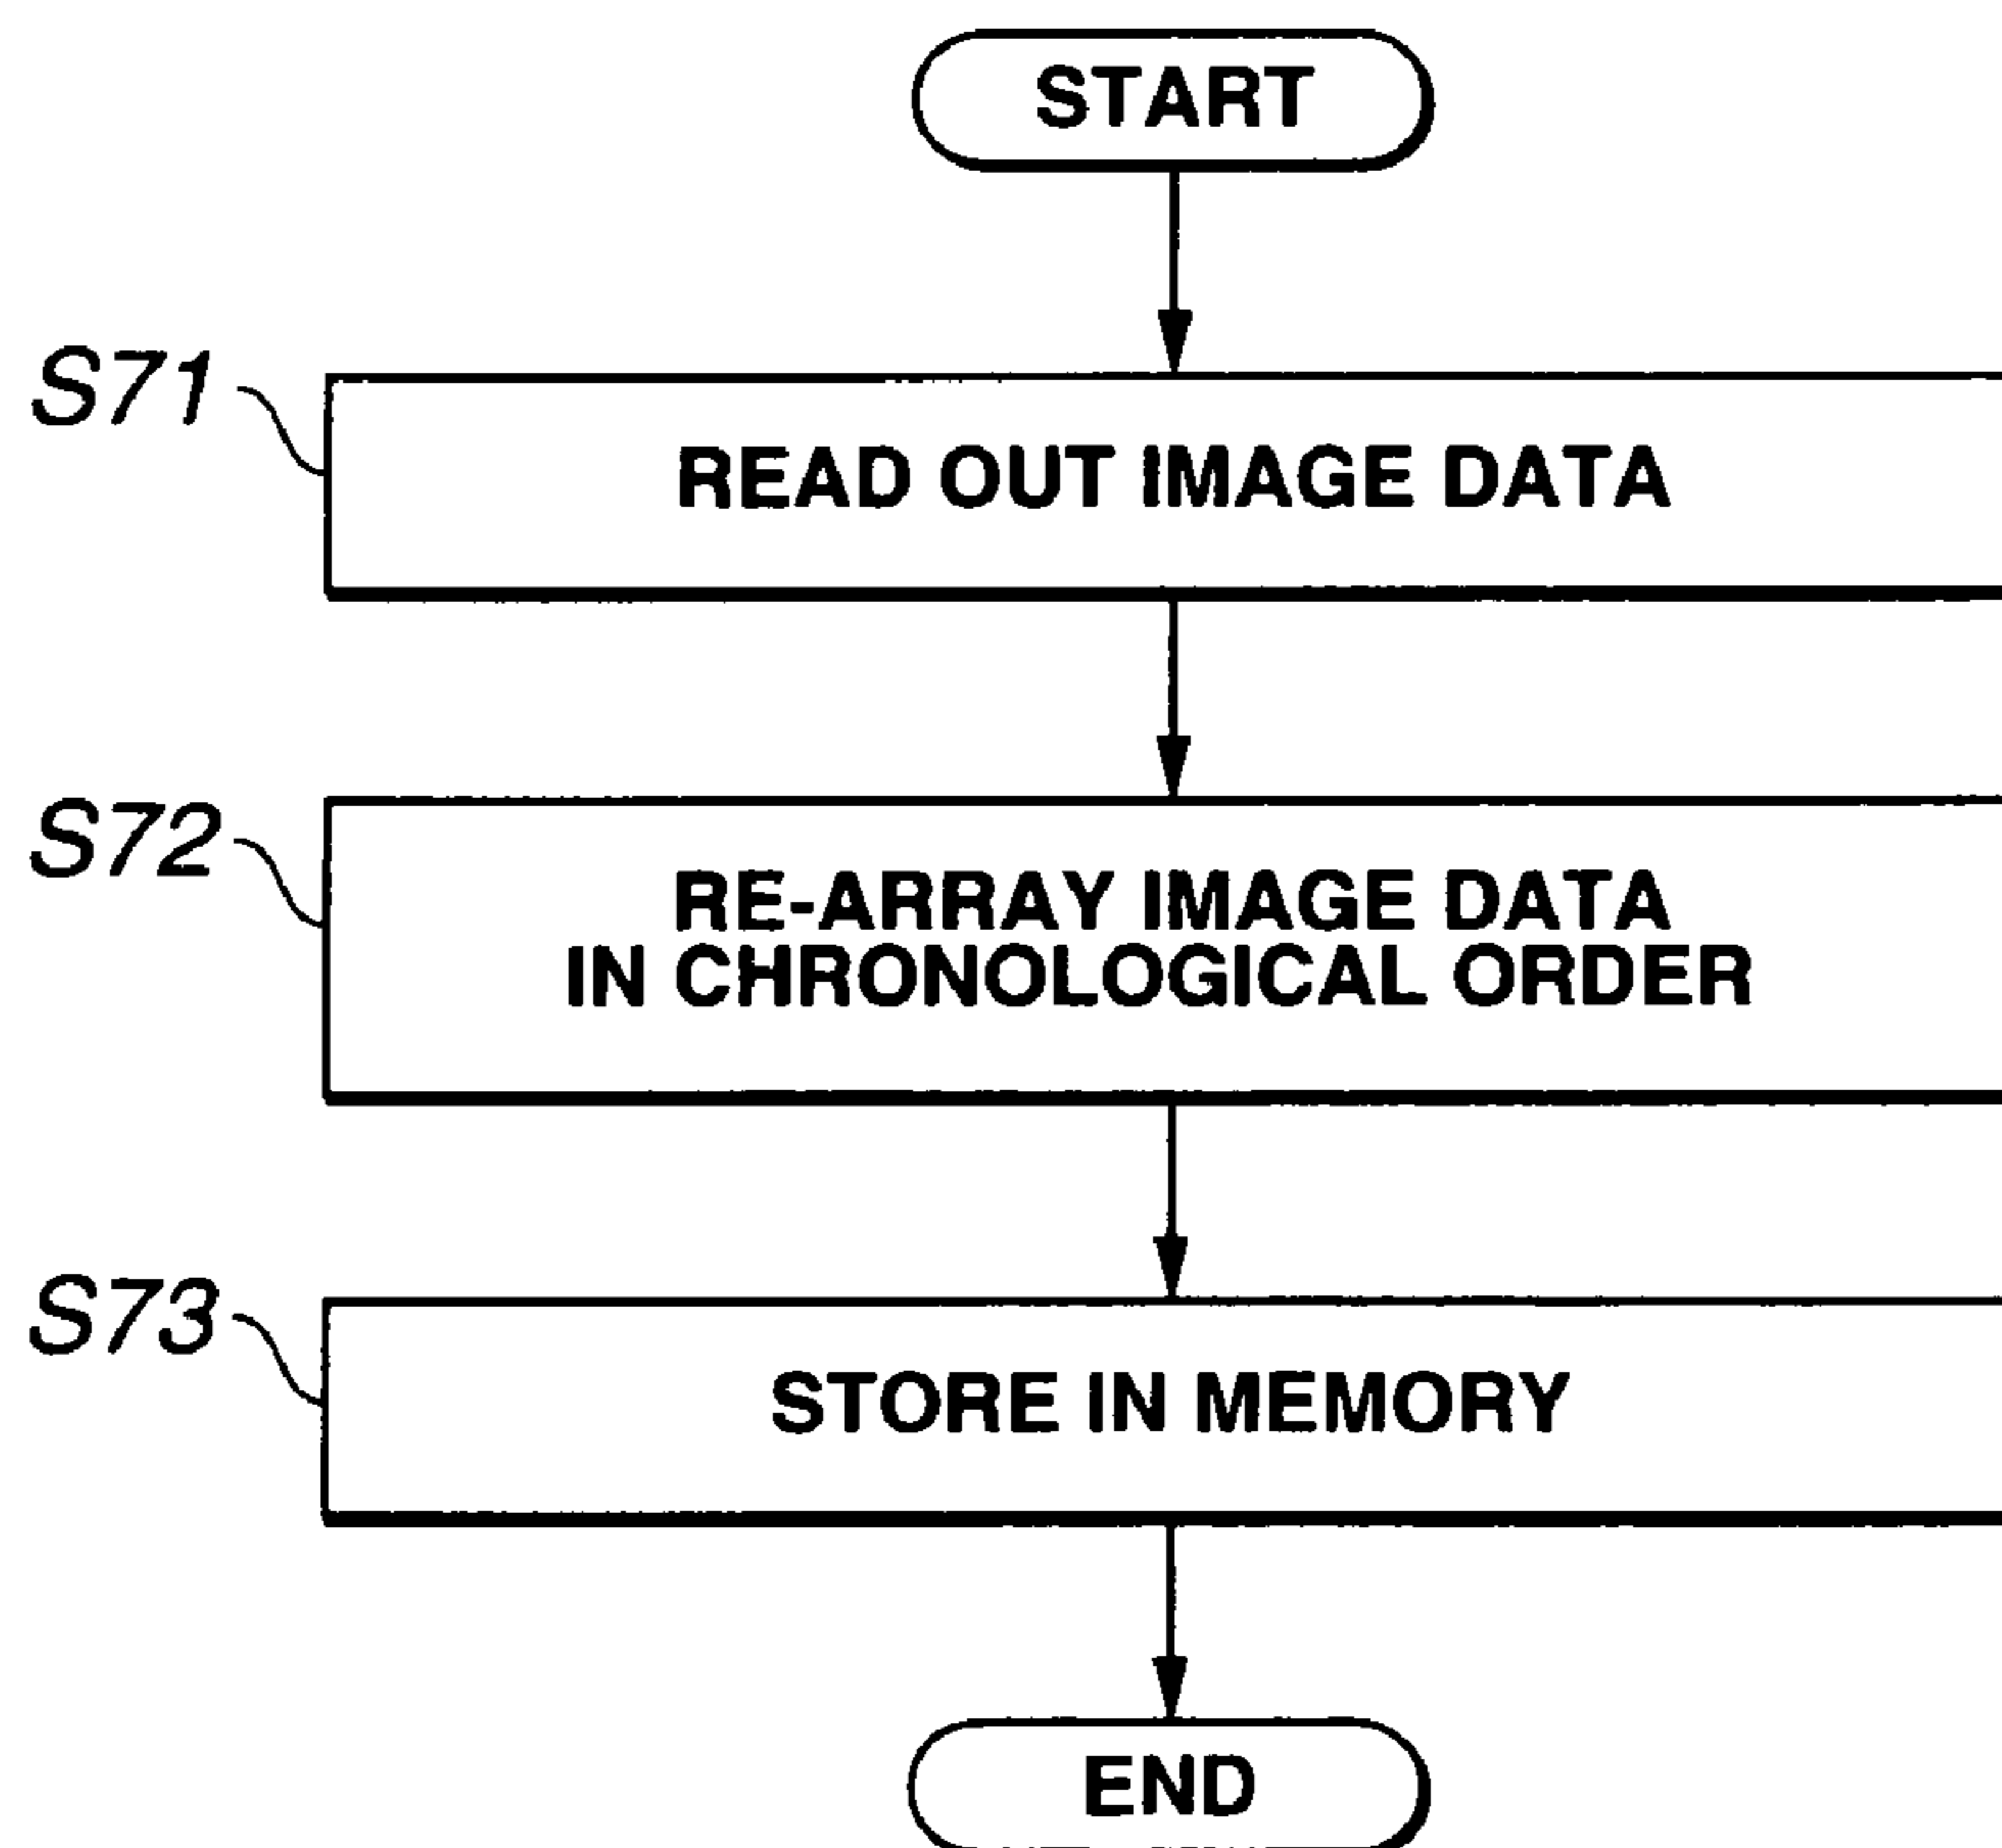 START
S71
READ OUT IMAGE DATA
S72
RE-ARRAY IMAGE DATA
IN CHRONOLOGICAL ORDER
S73
STORE IN MEMORY
END